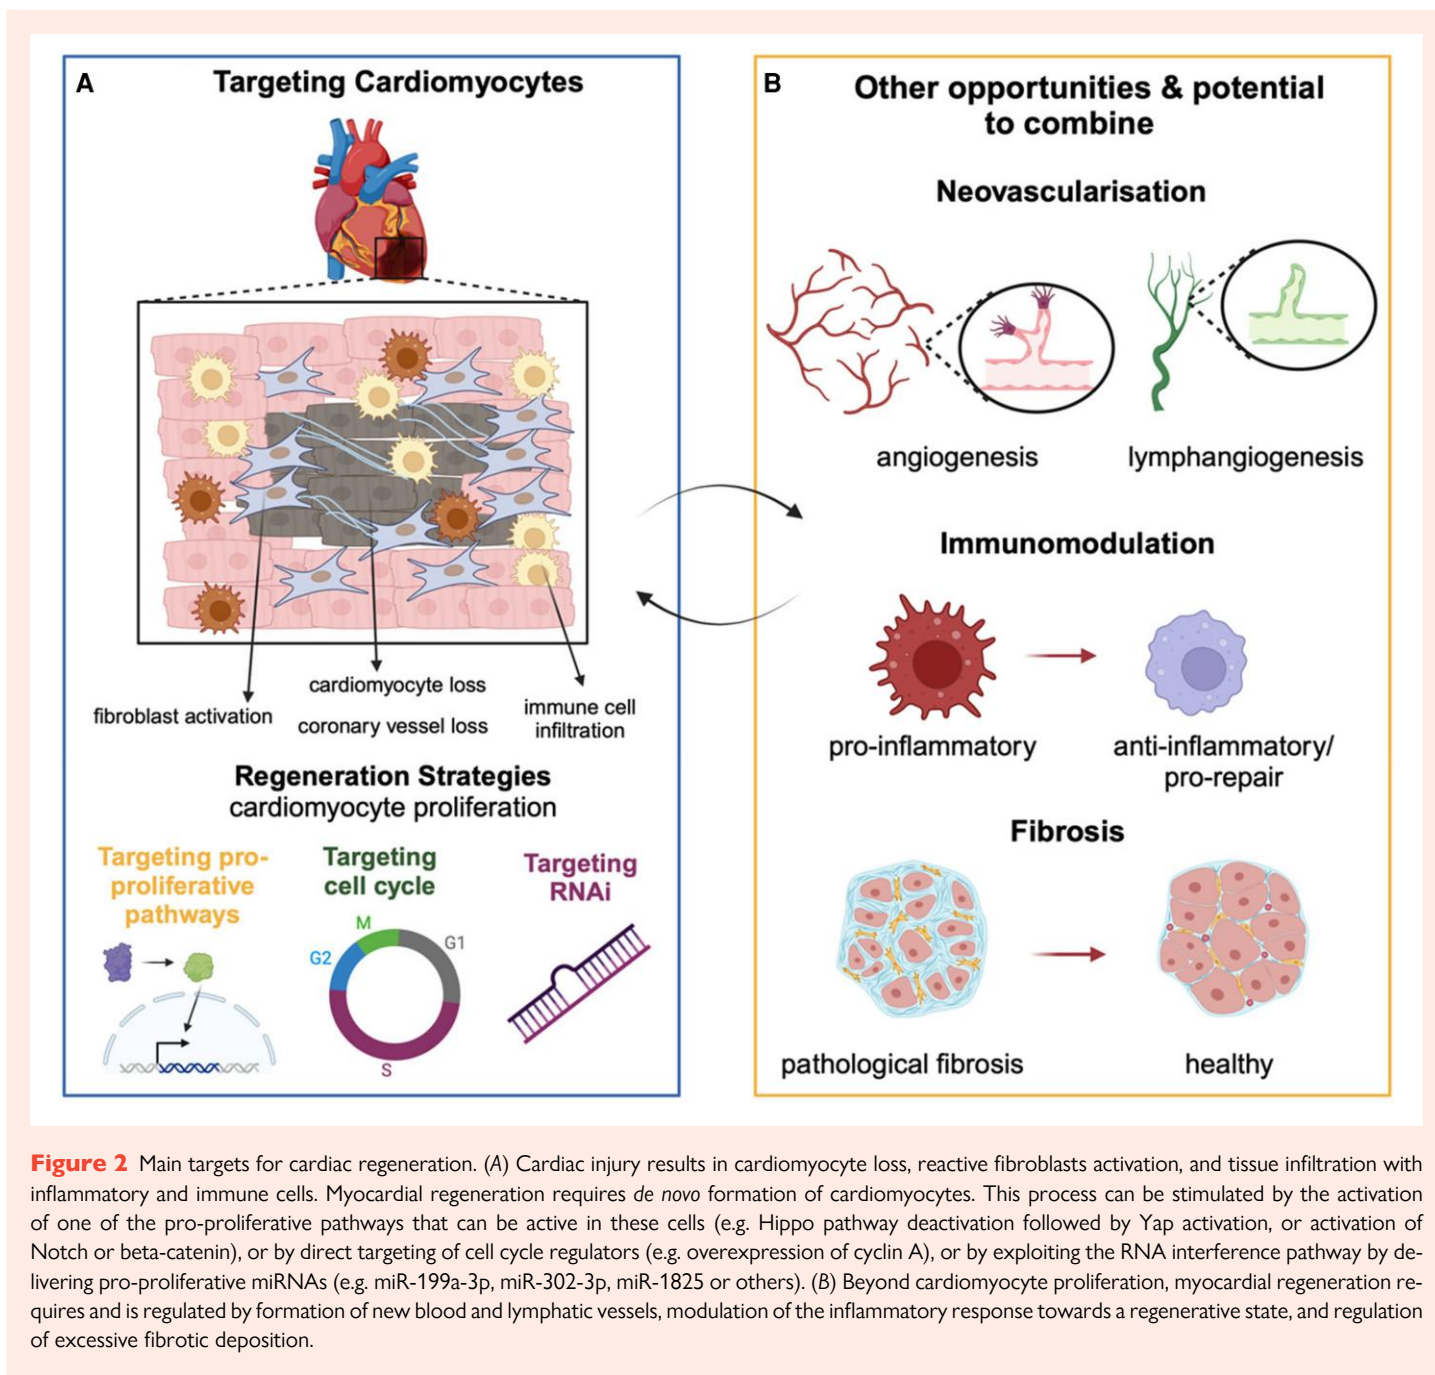 A
Targeting Cardiomyocytes
fibroblast activation
cardiomyocyte loss
coronary vessel loss
immune cell
infiltration
Regeneration Strategies
cardiomyocyte proliferation
Targeting pro-
proliferative
pathways
Targeting
cell cycle
M
G1
G2
S
Targeting
RNAi
B
Other opportunities & potential
to combine
Neovascularisation
angiogenesis
lymphangiogenesis
Immunomodulation
pro-inflammatory
anti-inflammatory/
pro-repair
Fibrosis
pathological fibrosis
healthy
Figure 2 Main targets for cardiac regeneration. (A) Cardiac injury results in cardiomyocyte loss, reactive fibroblasts activation, and tissue infiltration with
inflammatory and immune cells. Myocardial regeneration requires de novo formation of cardiomyocytes. This process can be stimulated by the activation
of one of the pro-proliferative pathways that can be active in these cells (e.g. Hippo pathway deactivation followed by Yap activation, or activation of
Notch or beta-catenin), or by direct targeting of cell cycle regulators (e.g. overexpression of cyclin A), or by exploiting the RNA interference pathway by de-
livering pro-proliferative miRNAs (e.g. miR-199a-3p, miR-302-3p, miR-1825 or others). (B) Beyond cardiomyocyte proliferation, myocardial regeneration re-
quires and is regulated by formation of new blood and lymphatic vessels, modulation of the inflammatory response towards a regenerative state, and regulation
of excessive fibrotic deposition.